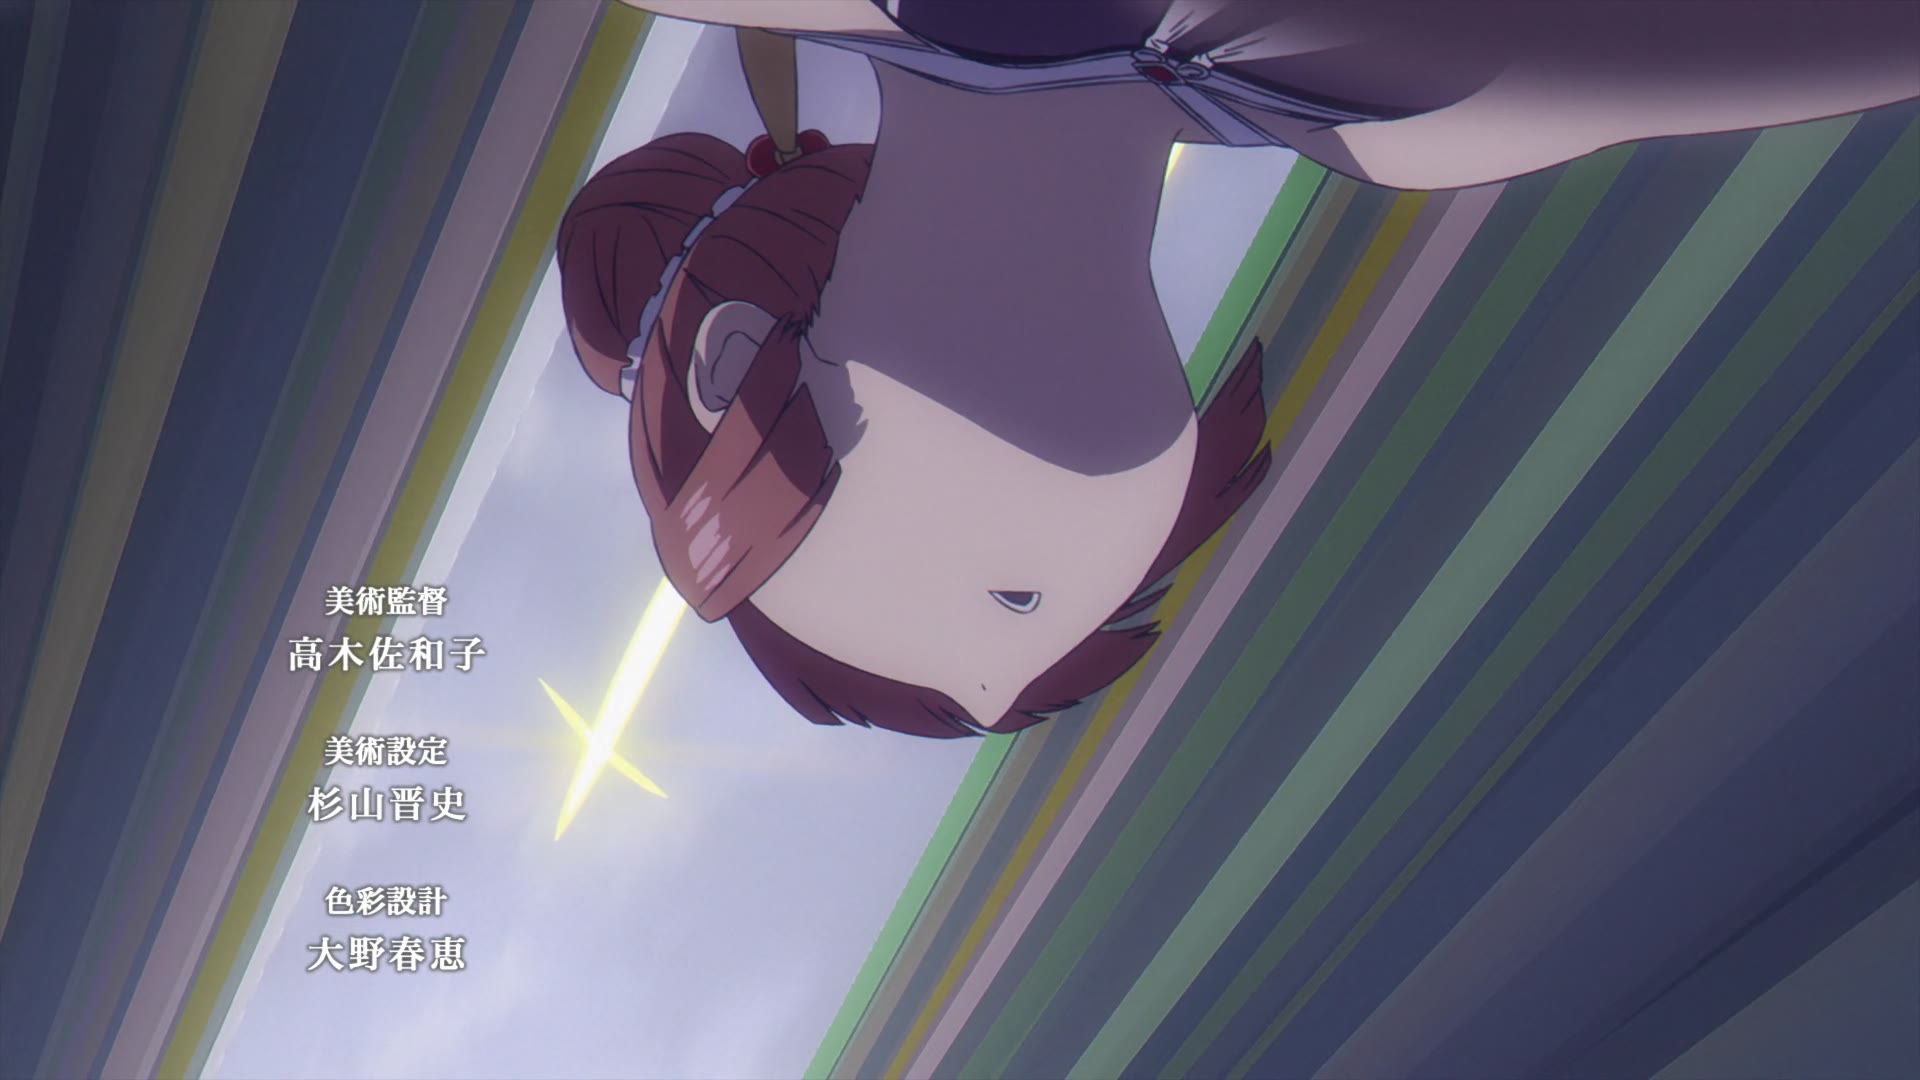 美術監督
高木佐和子
美術設定
杉山晋史
色彩設計
大野春恵